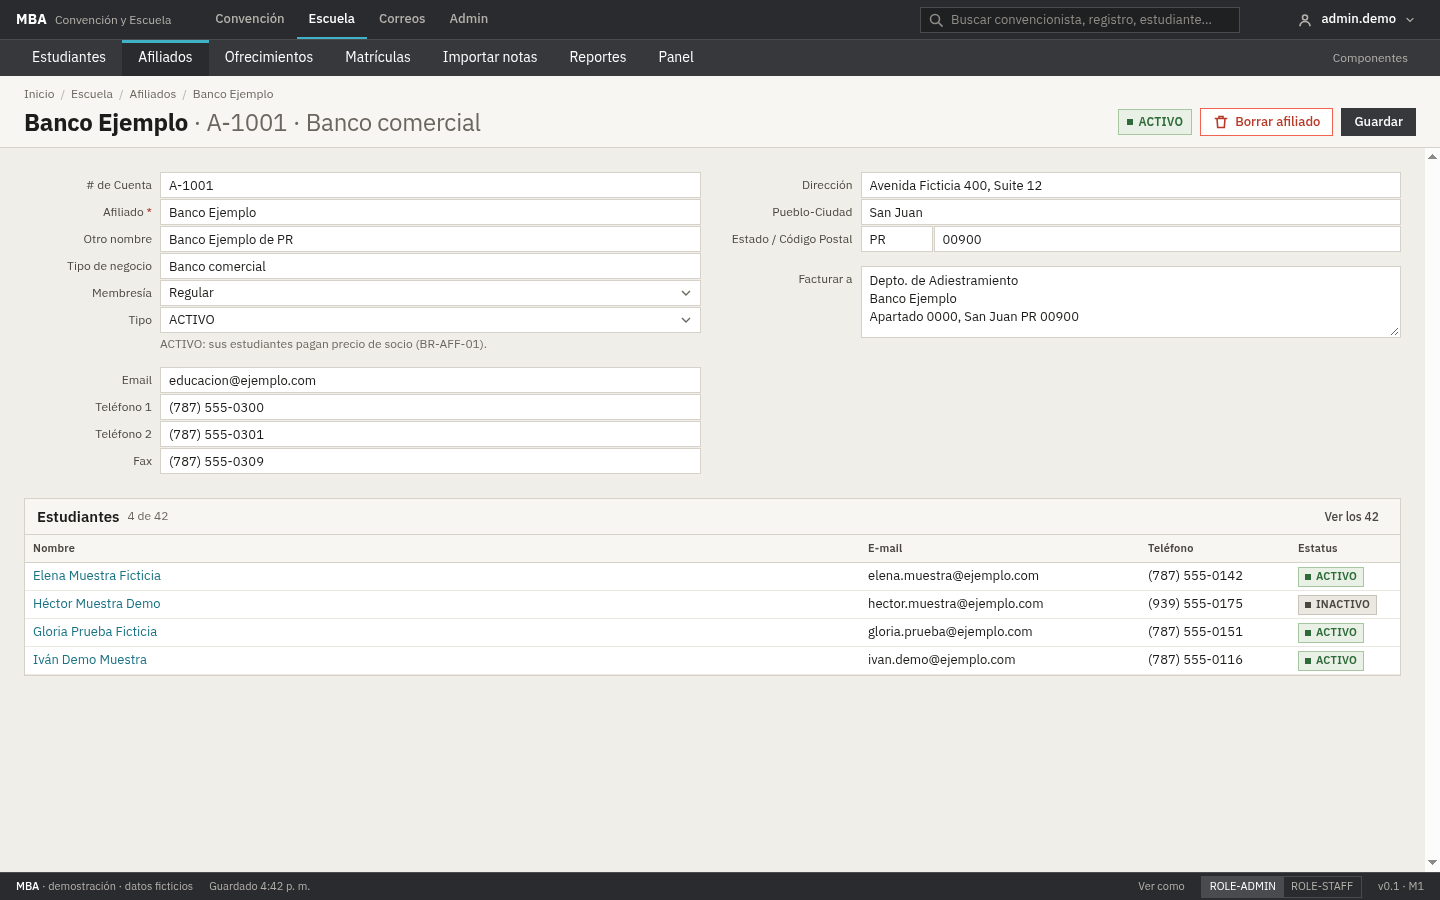 MBA Convención y Escuela Convención Escuela Correos Admin Buscar convencionista, registro, estudiante... admin.demo
Estudiantes Afiliados Ofrecimientos Matrículas Importar notas Reportes Panel Componentes
Inicio / Escuela / Afiliados / Banco Ejemplo
Banco Ejemplo · A-1001 · Banco comercial ACTIVO Borrar afiliado Guardar
# de Cuenta A-1001
Afiliado * Banco Ejemplo
Otro nombre Banco Ejemplo de PR
Tipo de negocio Banco comercial
Membresía Regular
Tipo ACTIVO
ACTIVO: sus estudiantes pagan precio de socio (BR-AFF-01).
Email educacion@ejemplo.com
Teléfono 1 (787) 555-0300
Teléfono 2 (787) 555-0301
Fax (787) 555-0309
Dirección Avenida Ficticia 400, Suite 12
Pueblo-Ciudad San Juan
Estado / Código Postal PR 00900
Facturar a Depto. de Adiestramiento
Banco Ejemplo
Apartado 0000, San Juan PR 00900
Estudiantes 4 de 42 Ver los 42
Nombre E-mail Teléfono Estatus
Elena Muestra Ficticia elena.muestra@ejemplo.com (787) 555-0142 ACTIVO
Héctor Muestra Demo hector.muestra@ejemplo.com (939) 555-0175 INACTIVO
Gloria Prueba Ficticia gloria.prueba@ejemplo.com (787) 555-0151 ACTIVO
Iván Demo Muestra ivan.demo@ejemplo.com (787) 555-0116 ACTIVO
MBA · demostración · datos ficticios Guardado 4:42 p. m. Ver como ROLE-ADMIN ROLE-STAFF v0.1 · M1